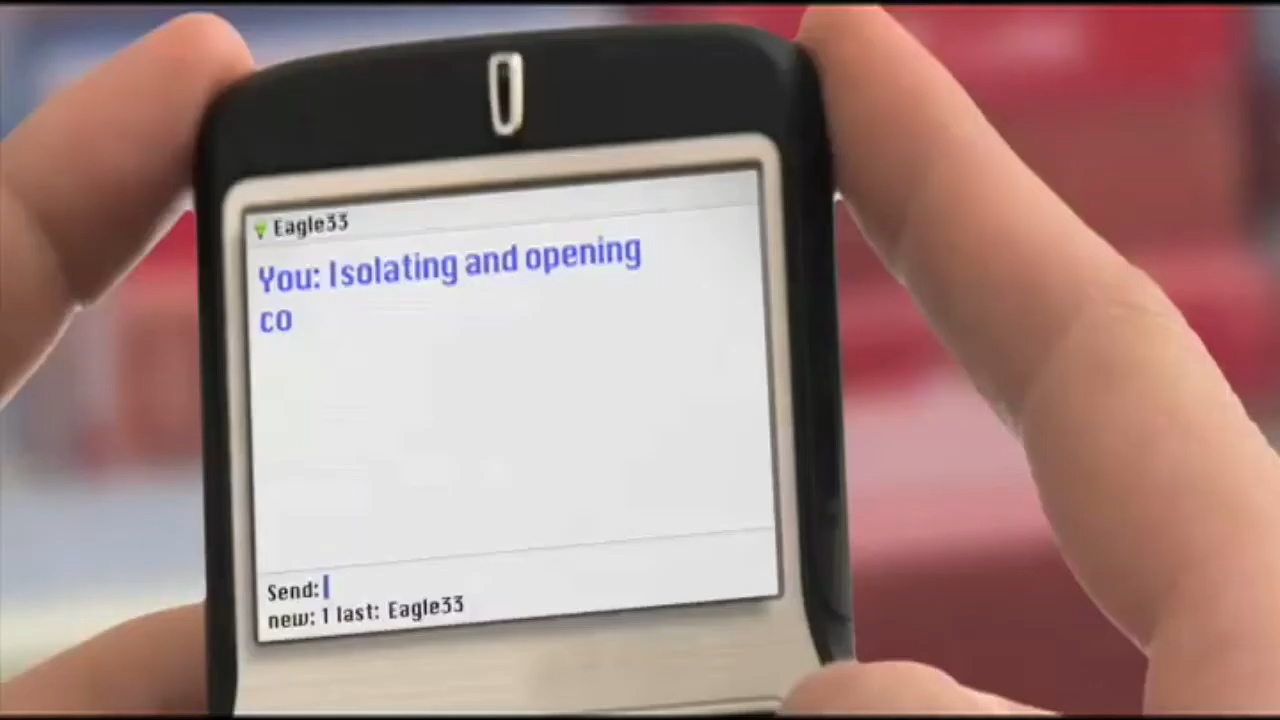 Eagle33
You: Isolating and opening
co
Send:
new: 1 last: Eagle33